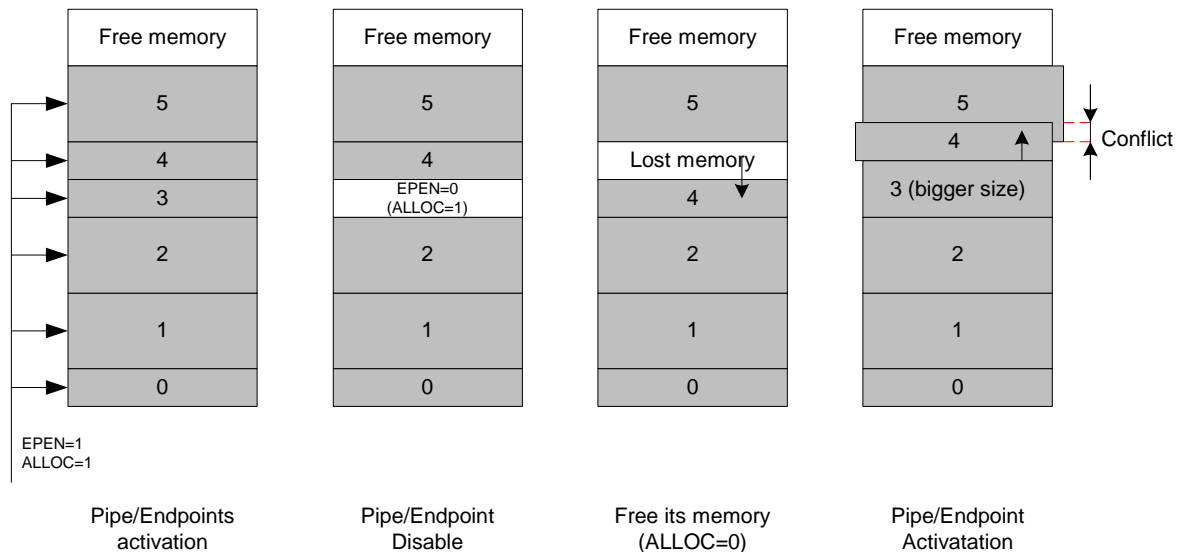 Free memory
5
4
3
2
1
0
EPEN=1
ALLOC=1
Pipe/Endpoints
activation
Free memory
5
4
EPEN=0
(ALLOC=1)
2
1
0
Pipe/Endpoint
Disable
Free memory
5
Lost memory
4
2
1
0
Free its memory
(ALLOC=0)
Free memory
5
4
Conflict
3 (bigger size)
2
1
0
Pipe/Endpoint
Activatation